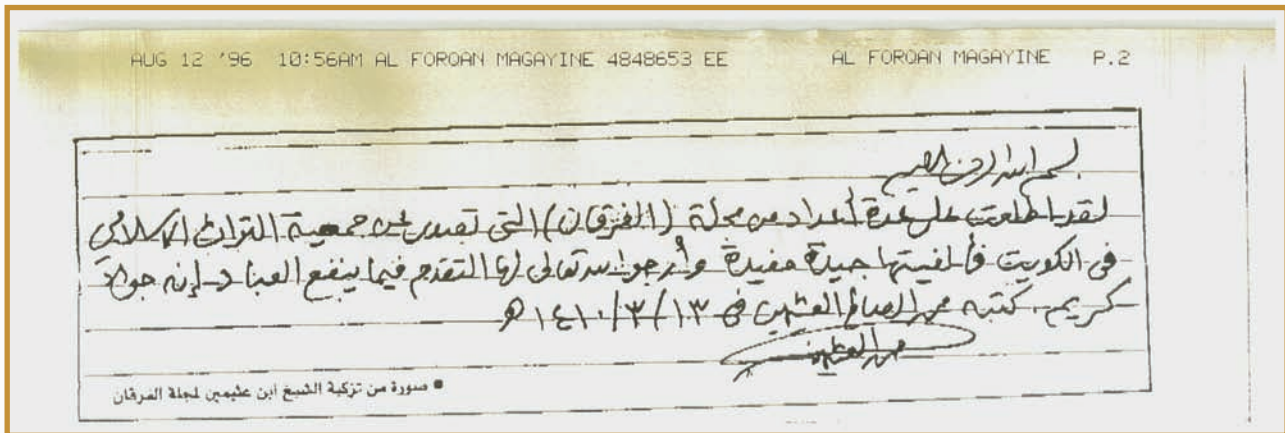 AUG 12 '96 10:56AM AL FORQAN MAGAYINE 4848653 EE AL FORQAN MAGAYINE P.2
بسم الله الرحمن الرحيم
لقد اطلعت على عدة أعداد من مجلة (الفرقان) التي تصدر عن جمعية التراث الإسلامي
في الكويت فألفيتها جيدة مفيدة وأرجو الله تعالى لها التقدم فيما ينفع العباد إنه جواد
كريم. كتبه محمد الصالح العثيمين في ١٣/٣/١٤١٠هـ
محمد العثيمين
• صورة من تزكية الشيخ ابن عثيمين لمجلة الفرقان